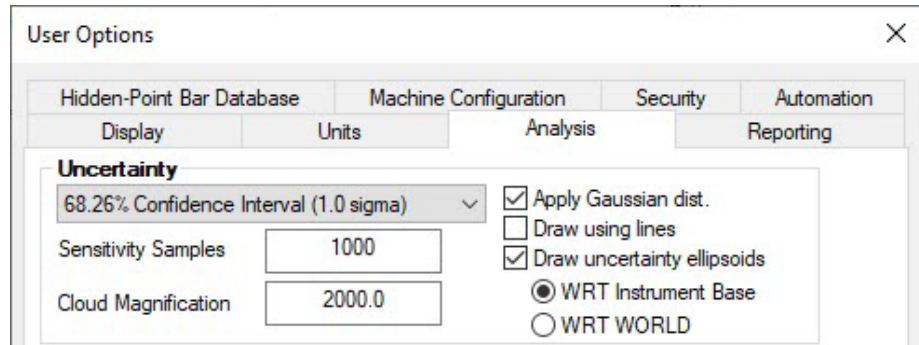 User Options
Hidden-Point Bar Database Machine Configuration Security Automation
Display Units Analysis Reporting
Uncertainty
68.26% Confidence Interval (1.0 sigma)
Apply Gaussian dist.
Draw using lines
Sensitivity Samples 1000
Draw uncertainty ellipsoids
Cloud Magnification 2000.0
WRT Instrument Base
WRT WORLD